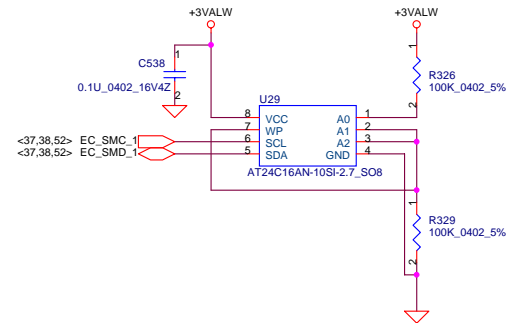 +3VALW
+3VALW
1
C538
0.1U_0402_16V4Z
2
1
R326
100K_0402_5%
2
U29
8 VCC A0 1
7 WP A1 2
<37,38,52> EC_SMC_1 6 SCL A2 3
<37,38,52> EC_SMD_1 5 SDA GND 4
AT24C16AN-10SI-2.7_SO8
1
R329
100K_0402_5%
2